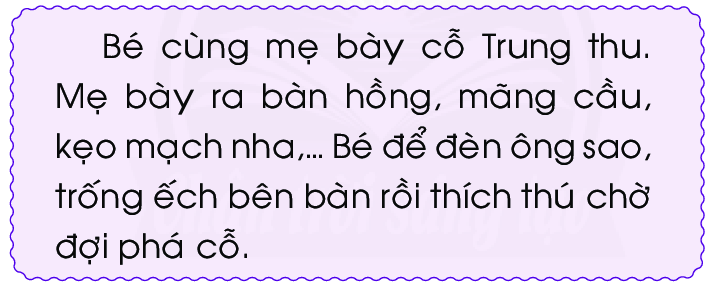 Bé cùng mẹ bày cỗ Trung thu.
Mẹ bày ra bàn hồng, mãng cầu,
kẹo mạch nha,... Bé để đèn ông sao,
trống ếch bên bàn rồi thích thú chờ
đợi phá cỗ.